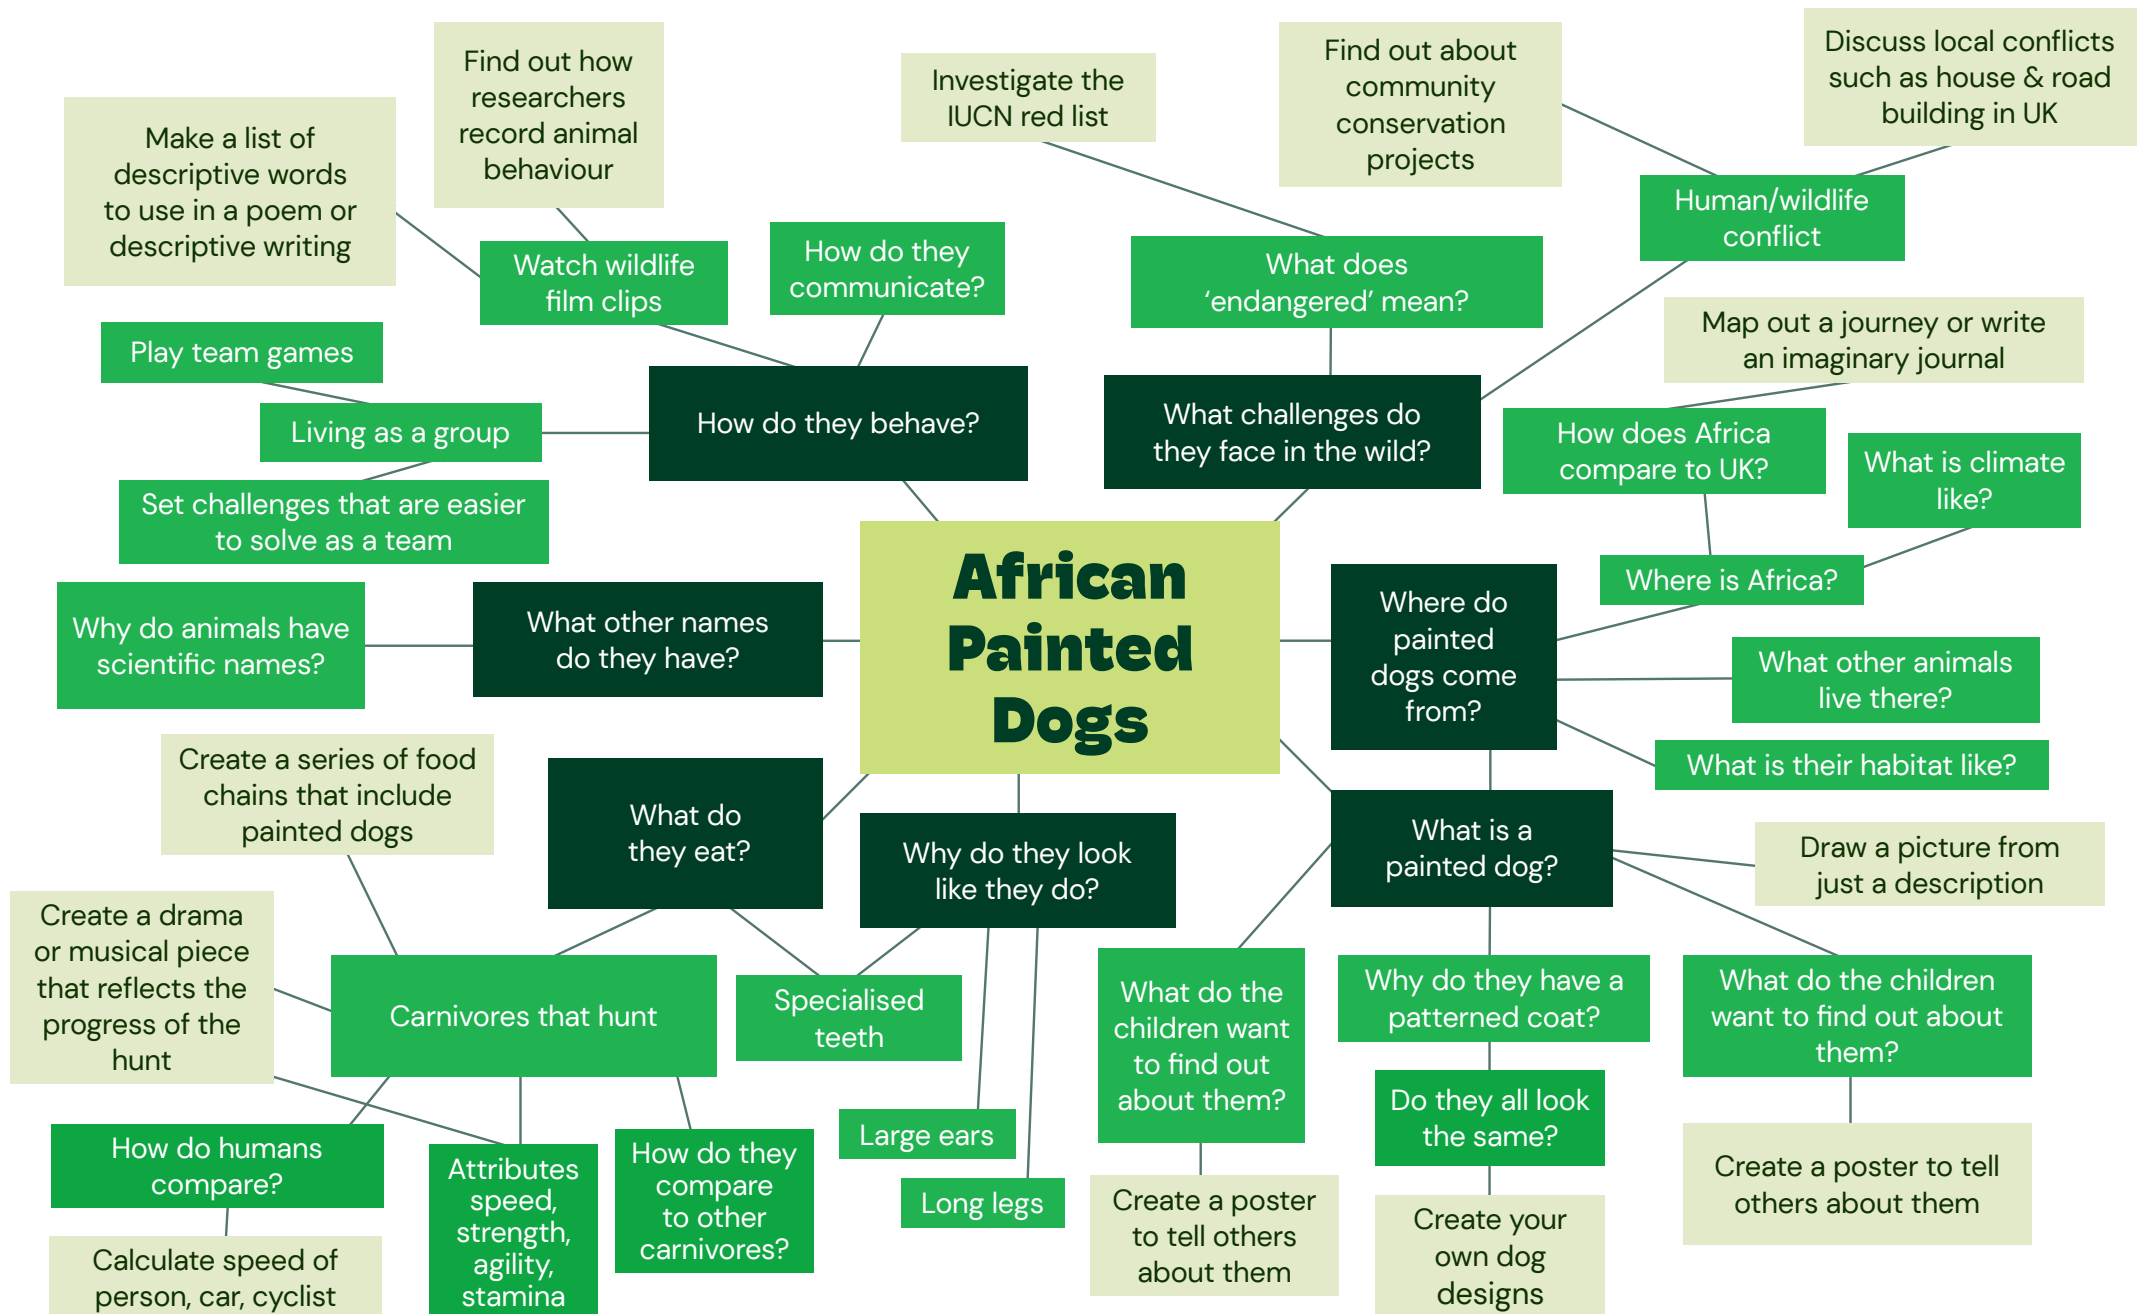 Find out how
researchers
record animal
behaviour
Investigate the
IUCN red list
Find out about
community
conservation
projects
Discuss local conflicts
such as house & road
building in UK
Make a list of
descriptive words
to use in a poem or
descriptive writing
Watch wildlife
film clips
How do they
communicate?
What does
‘endangered’ mean?
Human/wildlife
conflict
Play team games
Living as a group
Set challenges that are easier
to solve as a team
How do they behave?
What challenges do
they face in the wild?
Map out a journey or write
an imaginary journal
How does Africa
compare to UK?
What is climate
like?
Where is Africa?
Why do animals have
scientific names?
What other names
do they have?
African
Painted
Dogs
Where do
painted
dogs come
from?
What other animals
live there?
What is their habitat like?
Create a series of food
chains that include
painted dogs
What do
they eat?
Why do they look
like they do?
What is a
painted dog?
Draw a picture from
just a description
Create a drama
or musical piece
that reflects the
progress of the
hunt
Carnivores that hunt
Specialised
teeth
What do the
children want
to find out
about them?
Why do they have a
patterned coat?
What do the children
want to find out about
them?
How do humans
compare?
Attributes
speed,
strength,
agility,
stamina
How do they
compare
to other
carnivores?
Large ears
Long legs
Do they all look
the same?
Create a poster
to tell others
about them
Create your
own dog
designs
Create a poster to tell
others about them
Calculate speed of
person, car, cyclist